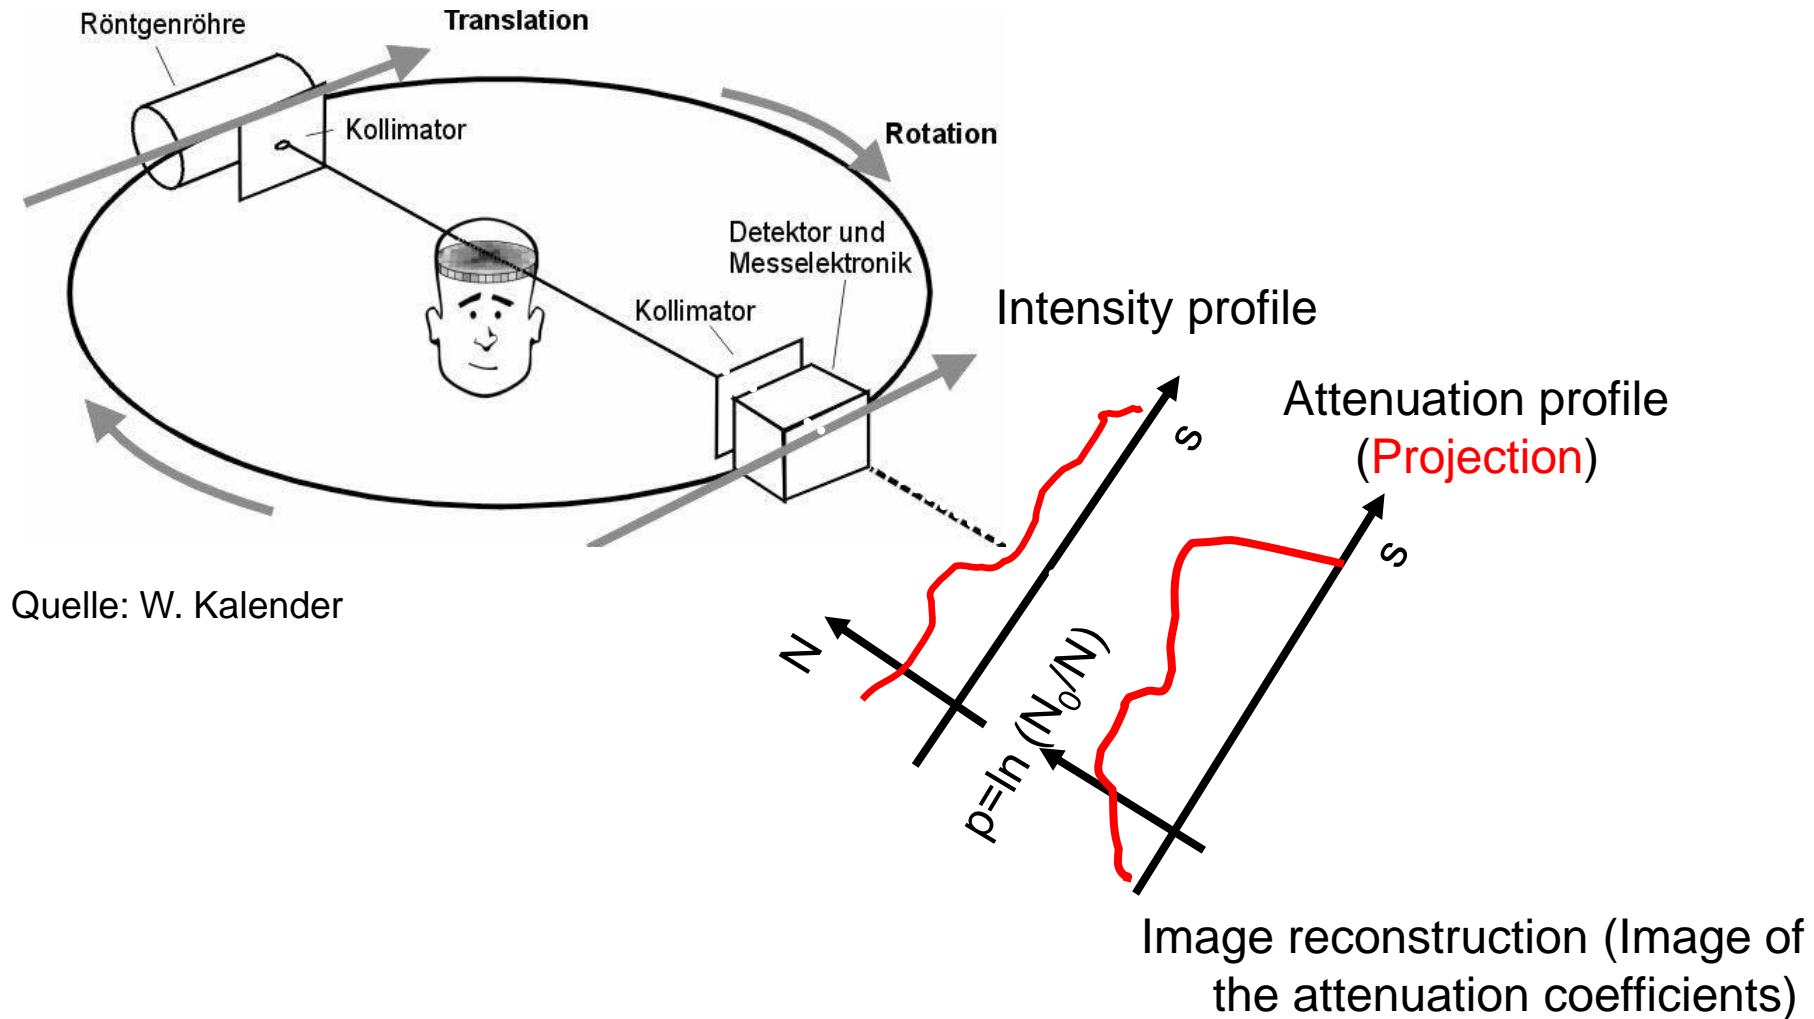 Röntgenröhre
Translation
Kollimator
Rotation
Detektor und
Messelektronik
Kollimator
Intensity profile
Attenuation profile
(Projection)
s
s
Quelle: W. Kalender
N
p=ln (N₀/N)
Image reconstruction (Image of
the attenuation coefficients)